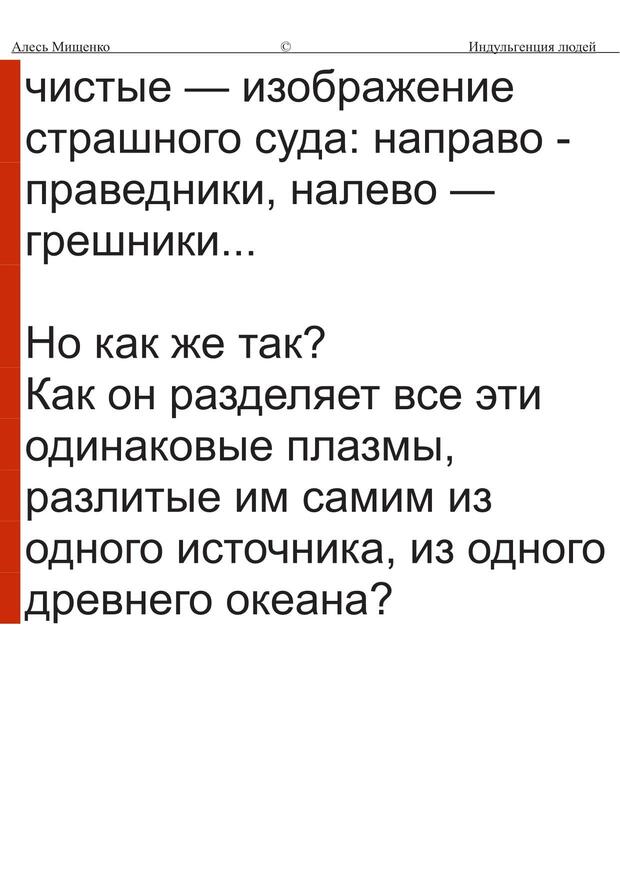 Алесь Мищенко © Индульгенция людей
чистые — изображение
страшного суда: направо -
праведники, налево —
грешники...
Но как же так?
Как он разделяет все эти
одинаковые плазмы,
разлитые им самим из
одного источника, из одного
древнего океана?